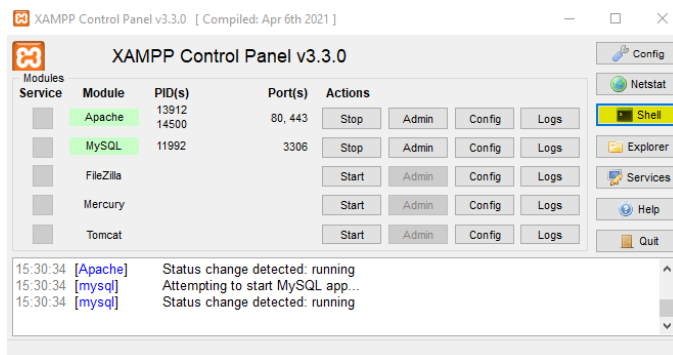 XAMPP Control Panel v3.3.0 [ Compiled: Apr 6th 2021 ]
XAMPP Control Panel v3.3.0
Config
Modules
Service Module PID(s) Port(s) Actions
Netstat
Apache 13912 14500 80, 443 Stop Admin Config Logs
Shell
MySQL 11992 3306 Stop Admin Config Logs
Explorer
FileZilla Start Admin Config Logs
Services
Mercury Start Admin Config Logs
Help
Tomcat Start Admin Config Logs
Quit
15:30:34 [Apache] Status change detected: running
15:30:34 [mysql] Attempting to start MySQL app...
15:30:34 [mysql] Status change detected: running